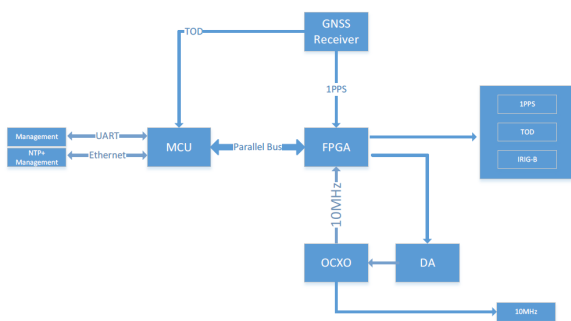 GNSS
Receiver
TOD
1PPS
1PPS
TOD
IRIG-B
Management
UART
NTP+
Management
Ethernet
MCU
Parallel Bus
FPGA
10MHz
OCXO
DA
10MHz